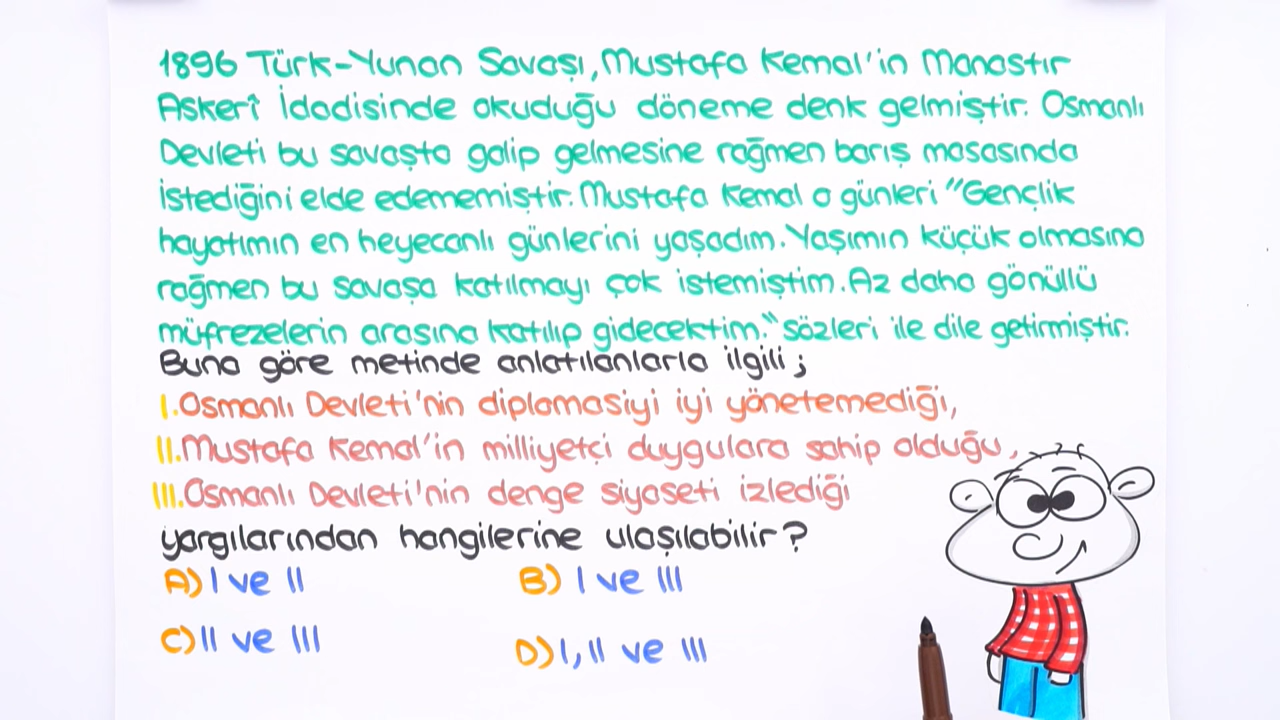 1896 Türk-Yunan Savaşı, Mustafa Kemal'in Manastır
Askerî İdadisinde okuduğu döneme denk gelmiştir. Osmanlı
Devleti bu savaşta galip gelmesine rağmen barış masasında
istediğini elde edememiştir. Mustafa Kemal o günleri "Gençlik
hayatımın en heyecanlı günlerini yaşadım. Yaşımın küçük olmasına
rağmen bu savaşa katılmayı çok istemiştim. Az daha gönüllü
müfrezelerin arasına katılıp gidecektim." sözleri ile dile getirmiştir.
Buna göre metinde anlatılanlarla ilgili;
I. Osmanlı Devleti'nin diplomasiyi iyi yönetemediği,
II. Mustafa Kemal'in milliyetçi duygulara sahip olduğu,
III. Osmanlı Devleti'nin denge siyaseti izlediği
yargılarından hangilerine ulaşılabilir?
A) I ve II
B) I ve III
C) II ve III
D) I, II ve III